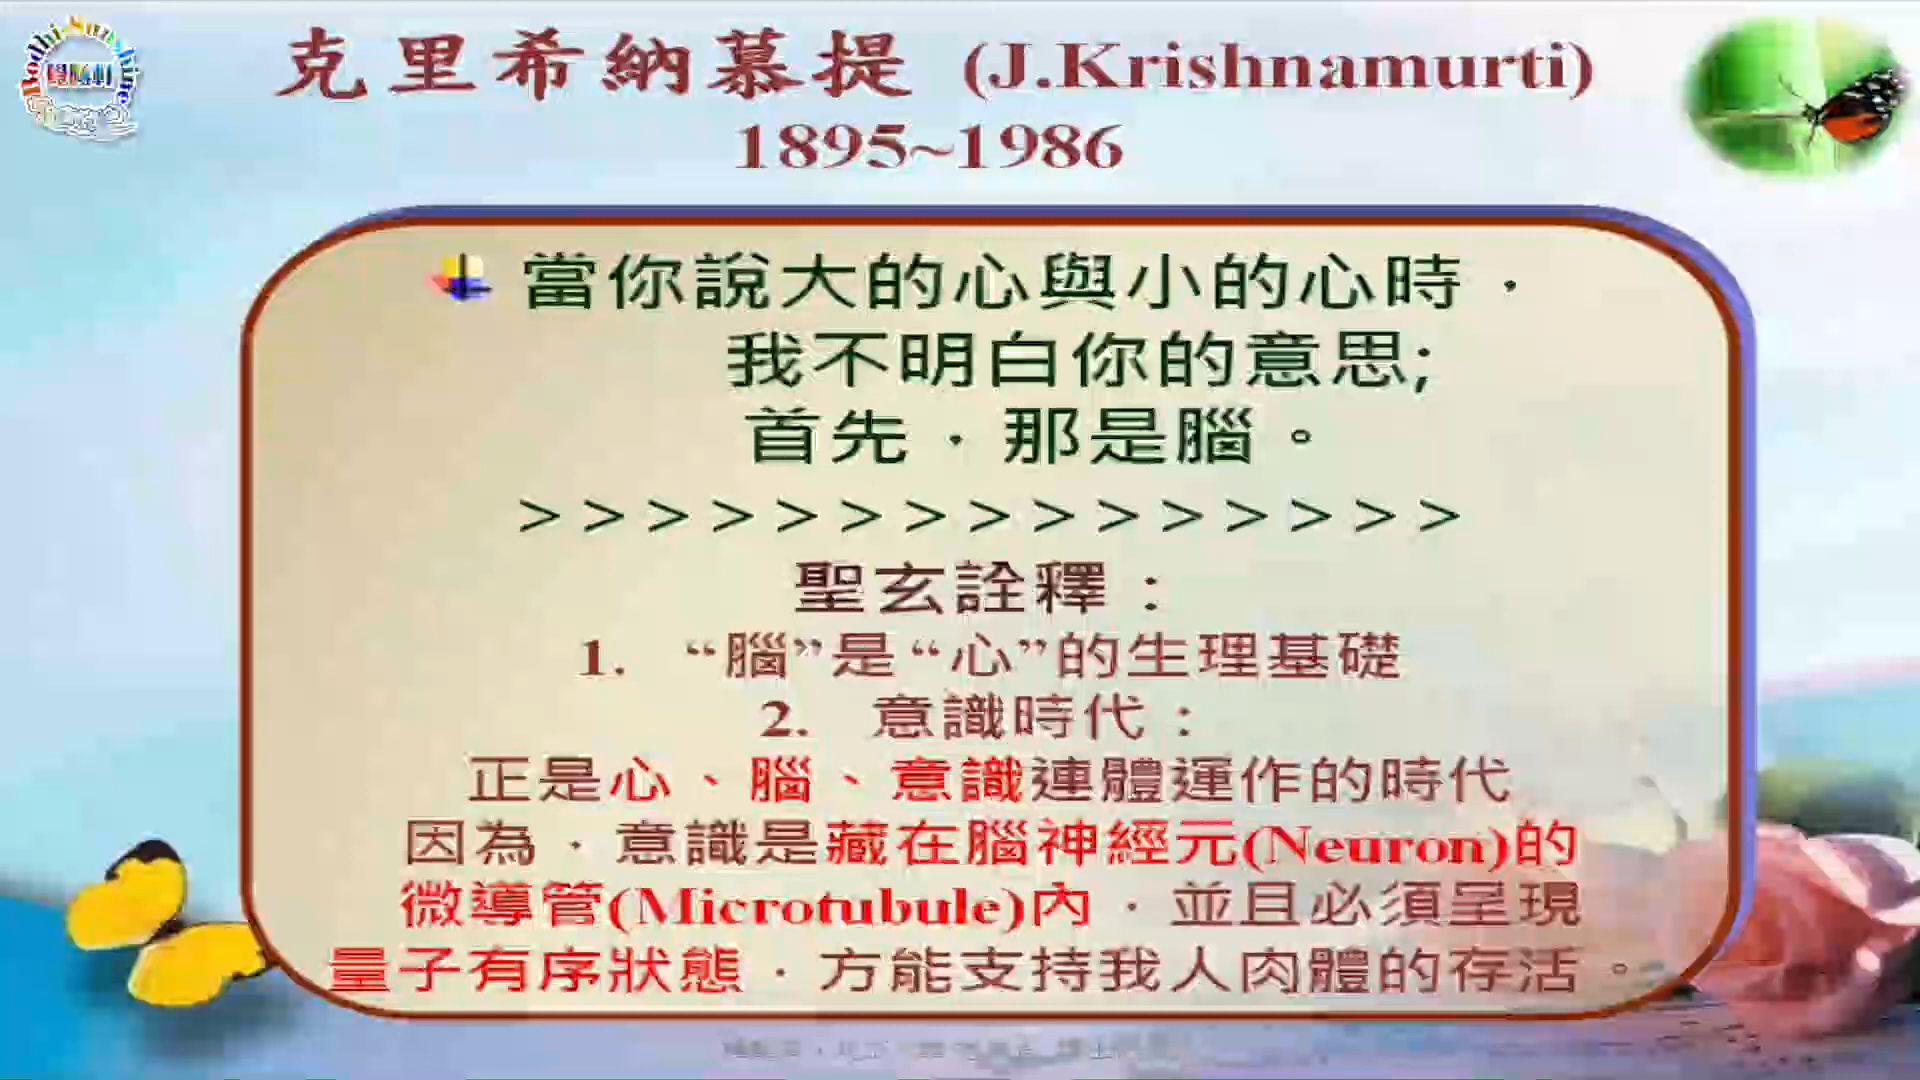 Bodhi-Sunshine
克里希納慕提 (J.Krishnamurti)
1895~1986
當你說大的心與小的心時，
我不明白你的意思;
首先，那是腦。
>>>>>>>>>>>>>>>
聖玄詮釋：
1. “腦”是“心”的生理基礎
2. 意識時代：
正是心、腦、意識連體運作的時代
因為，意識是藏在腦神經元(Neuron)的
微導管(Microtubule)內，並且必須呈現
量子有序狀態，方能支持我人肉體的存活。